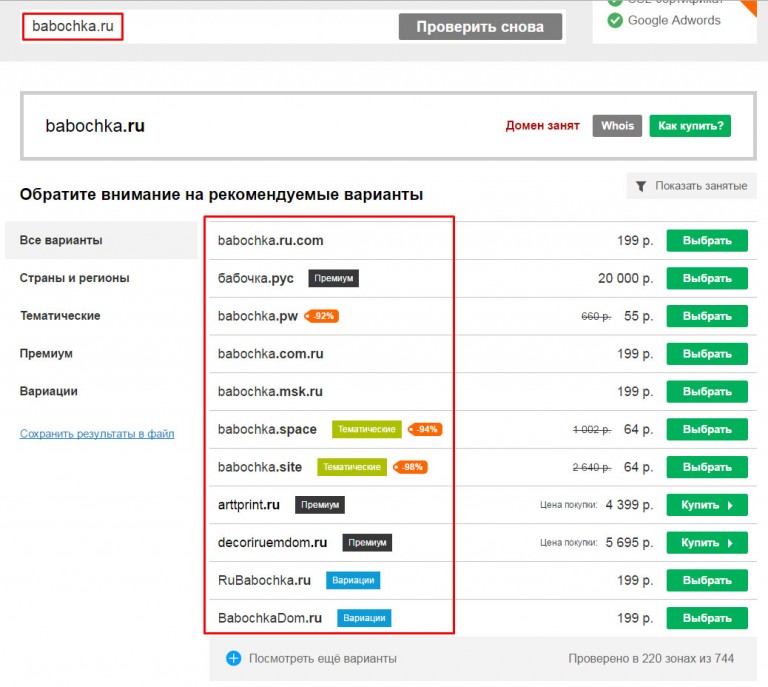 babochka.ru
Проверить снова
SSL-сертификат
Google Adwords
babochka.ru
Домен занят
Whois
Как купить?
Обратите внимание на рекомендуемые варианты
Показать занятые
Все варианты
Страны и регионы
Тематические
Премиум
Вариации
Сохранить результаты в файл
babochka.ru.com 199 р. Выбрать
бабочка.рус Премиум 20 000 р. Выбрать
babochka.pw -92% 660 р. 55 р. Выбрать
babochka.com.ru 199 р. Выбрать
babochka.msk.ru 199 р. Выбрать
babochka.space Тематические -94% 1 002 р. 64 р. Выбрать
babochka.site Тематические -98% 2 640 р. 64 р. Выбрать
arttprint.ru Премиум Цена покупки: 4 399 р. Купить
decoriruemdom.ru Премиум Цена покупки: 5 695 р. Купить
RuBabochka.ru Вариации 199 р. Выбрать
BabochkaDom.ru Вариации 199 р. Выбрать
Посмотреть ещё варианты
Проверено в 220 зонах из 744